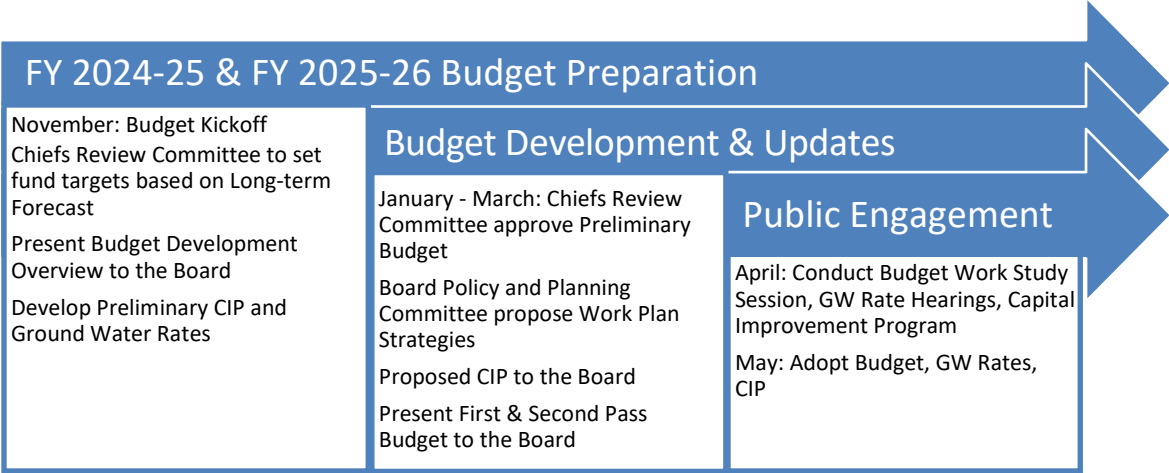 FY 2024-25 & FY 2025-26 Budget Preparation
November: Budget Kickoff
Chiefs Review Committee to set
fund targets based on Long-term
Forecast
Present Budget Development
Overview to the Board
Develop Preliminary CIP and
Ground Water Rates
Budget Development & Updates
January - March: Chiefs Review
Committee approve Preliminary
Budget
Board Policy and Planning
Committee propose Work Plan
Strategies
Proposed CIP to the Board
Present First & Second Pass
Budget to the Board
Public Engagement
April: Conduct Budget Work Study
Session, GW Rate Hearings, Capital
Improvement Program
May: Adopt Budget, GW Rates,
CIP